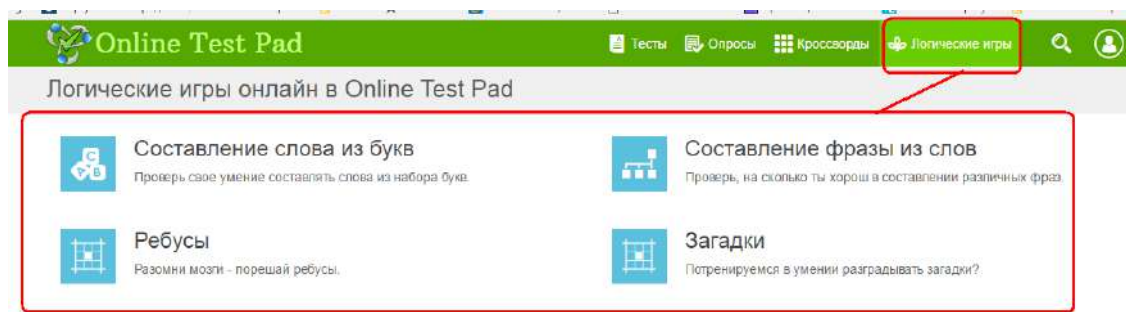 Online Test Pad
Тесты Опросы Кроссворды Логические игры
Логические игры онлайн в Online Test Pad
Составление слова из букв
Проверь свое умение составлять слова из набора букв.
Составление фразы из слов
Проверь, на сколько ты хорош в составлении различных фраз.
Ребусы
Разомни мозги - порешай ребусы.
Загадки
Потренируемся в умении разградывать загадки?